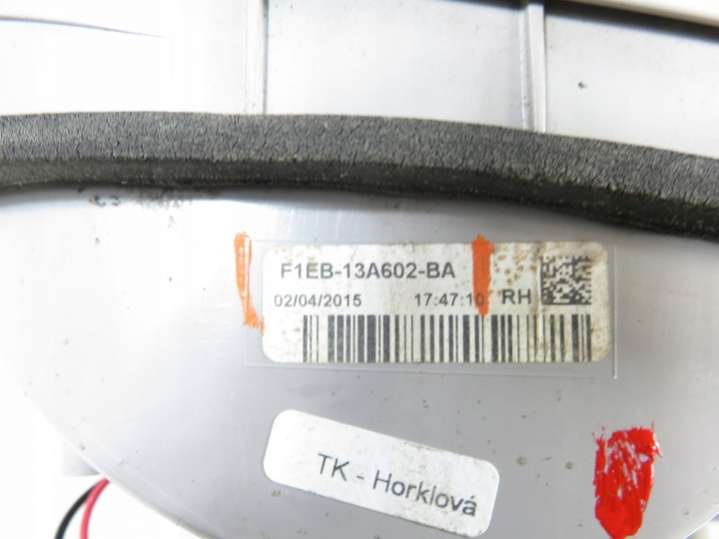 F1EB-13A602-BA
02/04/2015 17:47:10 RH
TK - Horklová